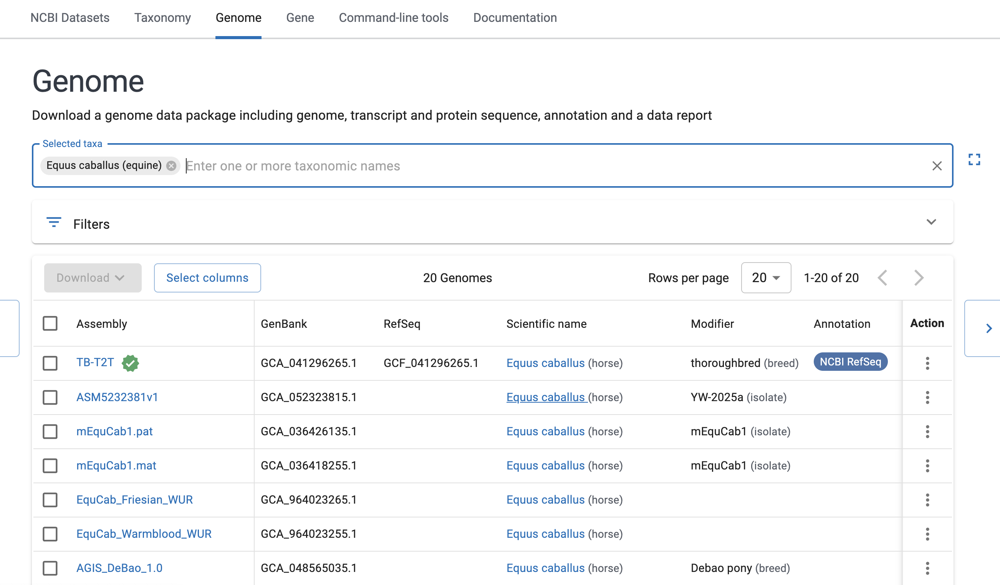 NCBI Datasets Taxonomy Genome Gene Command-line tools Documentation
Genome
Download a genome data package including genome, transcript and protein sequence, annotation and a data report
Selected taxa
Equus caballus (equine) Enter one or more taxonomic names
Filters
Download Select columns 20 Genomes Rows per page 20 1-20 of 20
Assembly GenBank RefSeq Scientific name Modifier Annotation Action
TB-T2T GCA_041296265.1 GCF_041296265.1 Equus caballus (horse) thoroughbred (breed) NCBI RefSeq
ASM5232381v1 GCA_052323815.1 Equus caballus (horse) YW-2025a (isolate)
mEquCab1.pat GCA_036426135.1 Equus caballus (horse) mEquCab1 (isolate)
mEquCab1.mat GCA_036418255.1 Equus caballus (horse) mEquCab1 (isolate)
EquCab_Friesian_WUR GCA_964023265.1 Equus caballus (horse)
EquCab_Warmblood_WUR GCA_964023255.1 Equus caballus (horse)
AGIS_DeBao_1.0 GCA_048565035.1 Equus caballus (horse) Debao pony (breed)